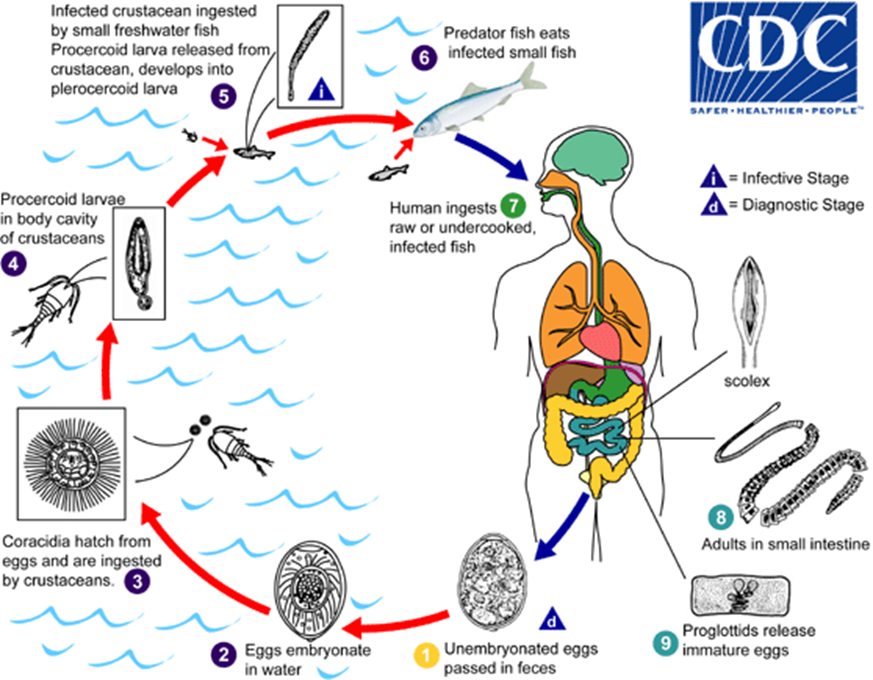 Infected crustacean ingested
by small freshwater fish
Procercoid larva released from
crustacean, develops into
plerocercoid larva
5
i
6
Predator fish eats
infected small fish
CDC
SAFER•HEALTHIER•PEOPLE™
i = Infective Stage
d = Diagnostic Stage
Procercoid larvae
in body cavity
of crustaceans
4
Human ingests 7
raw or undercooked,
infected fish
scolex
8
Adults in small intestine
Coracidia hatch from
eggs and are ingested
by crustaceans. 3
2 Eggs embryonate
in water
d
1 Unembryonated eggs
passed in feces
9 Proglottids release
immature eggs